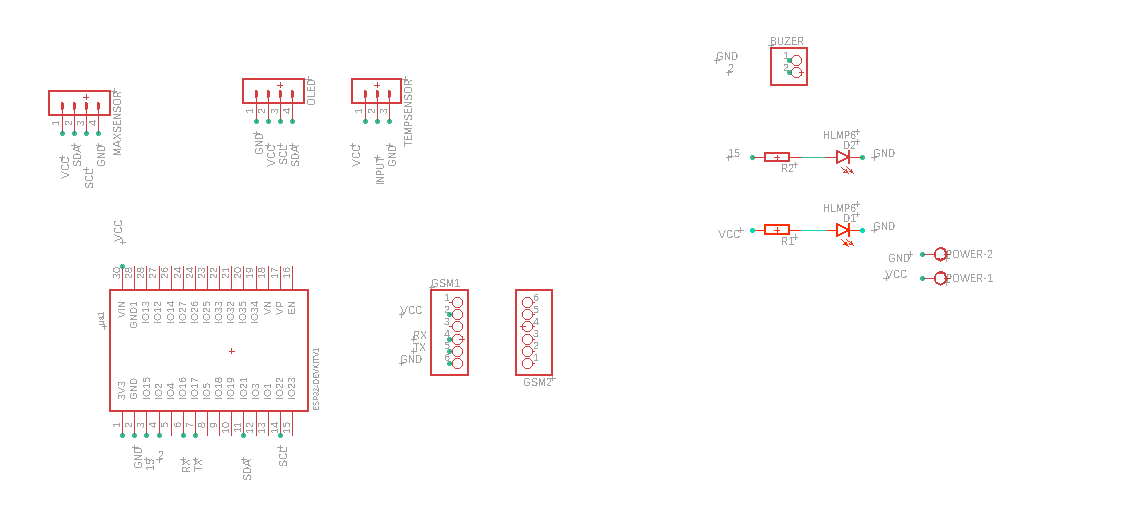 BUZER
GND
1
2
2
OLED
1
2
3
4
GND
VCC
SCL
SDA
TEMPSENSOR
1
2
3
VCC
INPUT
GND
MAXSENSOR
1
2
3
4
VCC
SDA
SCL
GND
HLMP6
D2
15
R2
GND
HLMP6
D1
VCC
R1
GND
GND
POWER-2
VCC
POWER-1
VCC
30
28
28
27
26
24
24
23
22
21
20
19
18
17
16
VIN
GND1
IO13
IO12
IO14
IO27
IO26
IO25
IO33
IO32
IO35
IO34
VN
VP
EN
3V3
GND
IO15
IO2
IO4
IO16
IO17
IO5
IO18
IO19
IO21
IO3
IO1
IO22
IO23
ESP32-DEVKITV1
1
2
3
4
5
6
7
8
9
10
11
12
13
14
15
GND
15
2
RX
TX
SDA
SCL
GSM1
1
VCC
2
3
RX
4
TX
5
GND
6
6
5
4
3
2
1
GSM2